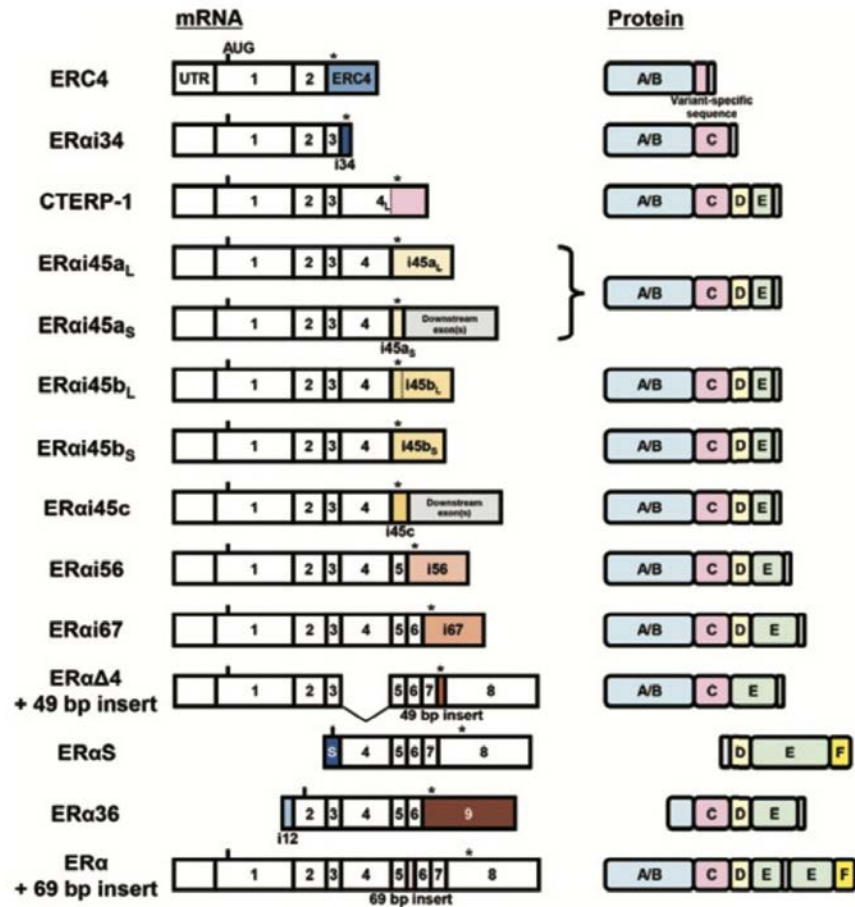 mRNA Protein
AUG
*
ERC4 UTR 1 2 ERC4 A/B
Variant-specific
sequence
*
ERαi34 1 2 3 A/B C
i34
*
CTERP-1 1 2 3 4L A/B C D E
*
ERαi45aL 1 2 3 4 i45aL
} A/B C D E
*
ERαi45aS 1 2 3 4 Downstream
exon(s)
i45aS
*
ERαi45bL 1 2 3 4 i45bL A/B C D E
*
ERαi45bS 1 2 3 4 i45bS A/B C D E
*
ERαi45c 1 2 3 4 Downstream
exon(s) A/B C D E
i45c
*
ERαi56 1 2 3 4 5 i56 A/B C D E
*
ERαi67 1 2 3 4 5 6 i67 A/B C D E
*
ERαΔ4
+ 49 bp insert 1 2 3 5 6 7 8 A/B C E
49 bp insert
*
ERαS S 4 5 6 7 8 D E F
*
ERα36 2 3 4 5 6 9 C D E
i12
*
ERα
+ 69 bp insert 1 2 3 4 5 6 7 8 A/B C D E E F
69 bp insert